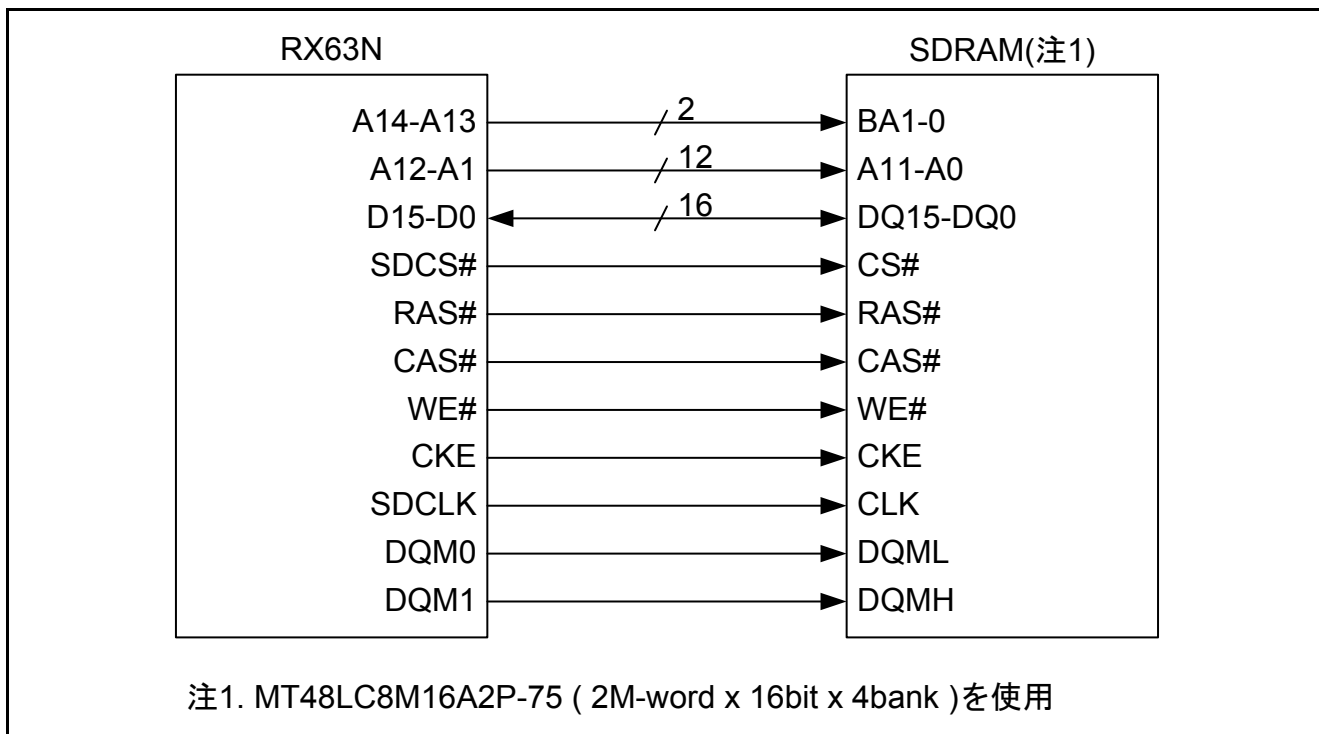 RX63N SDRAM(注1)
A14-A13 2 BA1-0
A12-A1 12 A11-A0
D15-D0 16 DQ15-DQ0
SDCS# CS#
RAS# RAS#
CAS# CAS#
WE# WE#
CKE CKE
SDCLK CLK
DQM0 DQML
DQM1 DQMH
注1. MT48LC8M16A2P-75 ( 2M-word x 16bit x 4bank )を使用